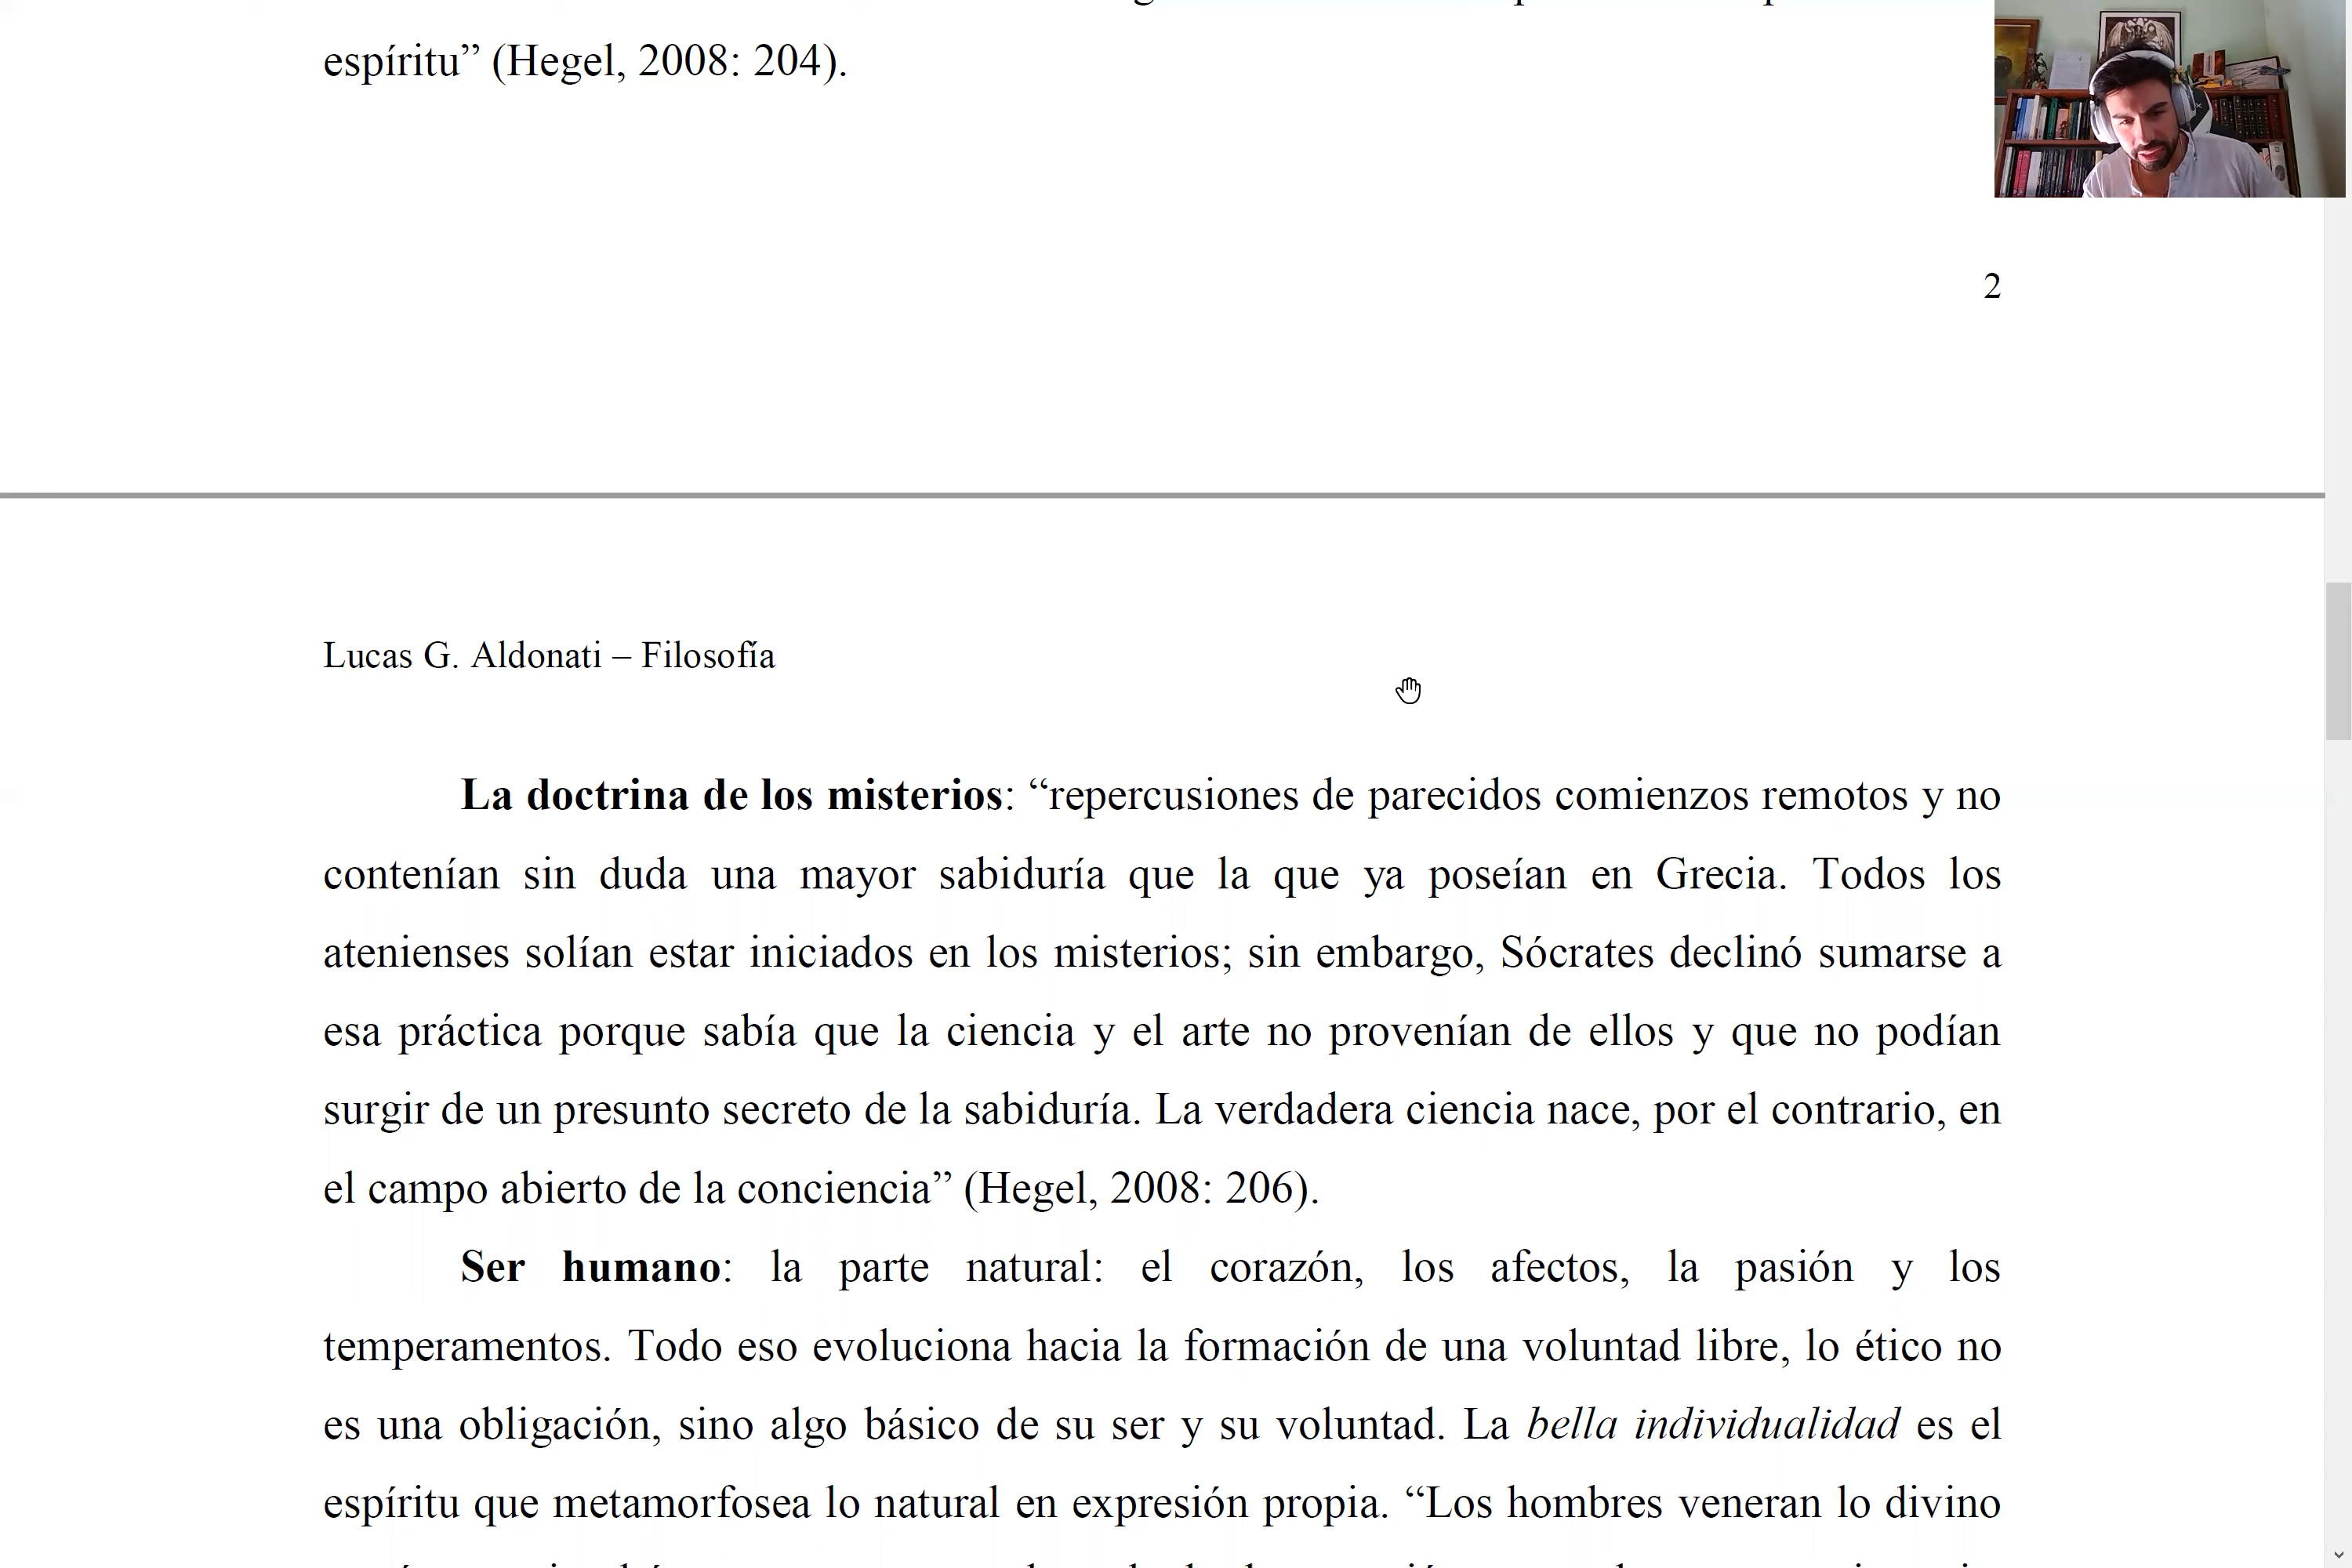 espíritu” (Hegel, 2008: 204).
2
Lucas G. Aldonati – Filosofía
La doctrina de los misterios: “repercusiones de parecidos comienzos remotos y no
contenían sin duda una mayor sabiduría que la que ya poseían en Grecia. Todos los
atenienses solían estar iniciados en los misterios; sin embargo, Sócrates declinó sumarse a
esa práctica porque sabía que la ciencia y el arte no provenían de ellos y que no podían
surgir de un presunto secreto de la sabiduría. La verdadera ciencia nace, por el contrario, en
el campo abierto de la conciencia” (Hegel, 2008: 206).
Ser humano: la parte natural: el corazón, los afectos, la pasión y los
temperamentos. Todo eso evoluciona hacia la formación de una voluntad libre, lo ético no
es una obligación, sino algo básico de su ser y su voluntad. La bella individualidad es el
espíritu que metamorfosea lo natural en expresión propia. “Los hombres veneran lo divino